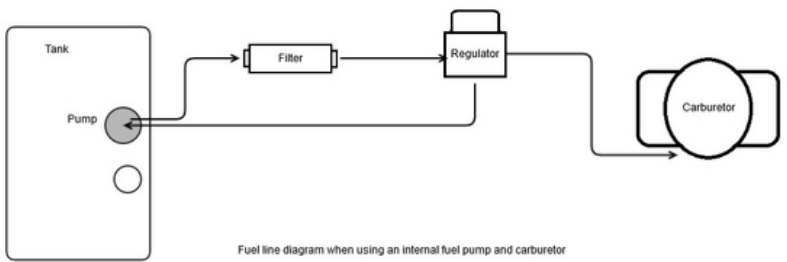 Tank
Filter
Regulator
Pump
Carburetor
Fuel line diagram when using an internal fuel pump and carburetor